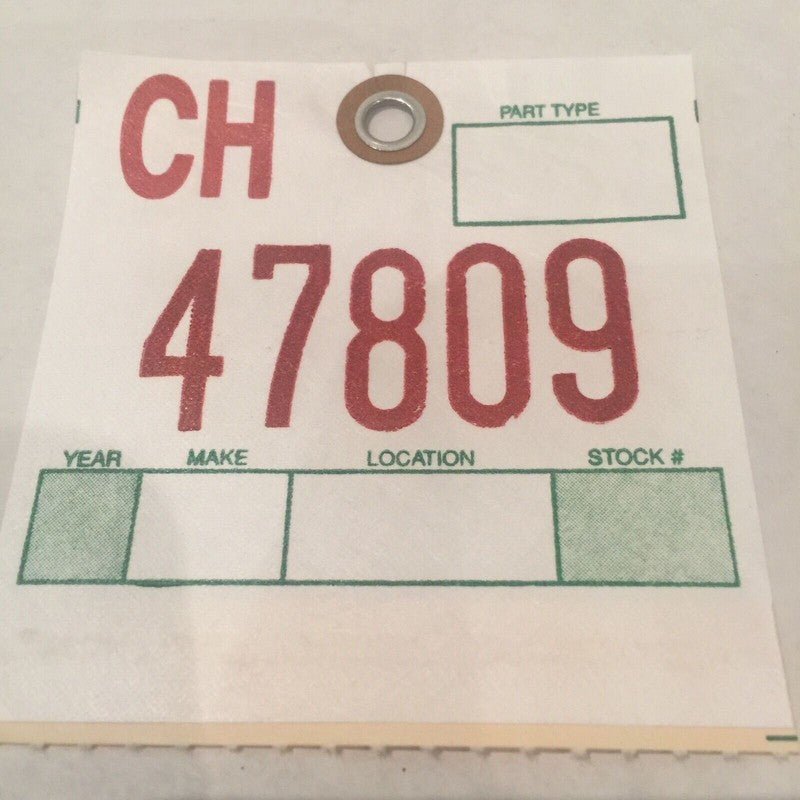 CH
PART TYPE
47809
YEAR MAKE LOCATION STOCK #